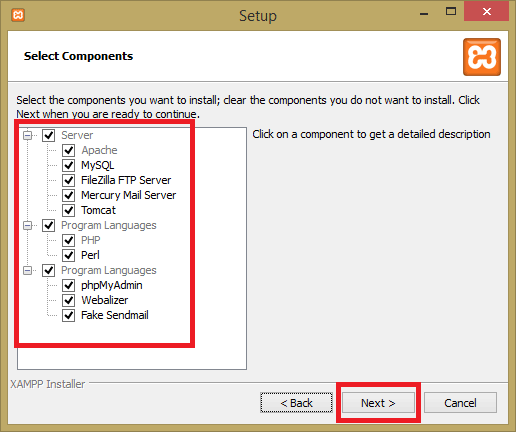 Setup
Select Components
Select the components you want to install; clear the components you do not want to install. Click
Next when you are ready to continue.
Server
Apache
MySQL
FileZilla FTP Server
Mercury Mail Server
Tomcat
Program Languages
PHP
Perl
Program Languages
phpMyAdmin
Webalizer
Fake Sendmail
Click on a component to get a detailed description
XAMPP Installer
< Back
Next >
Cancel